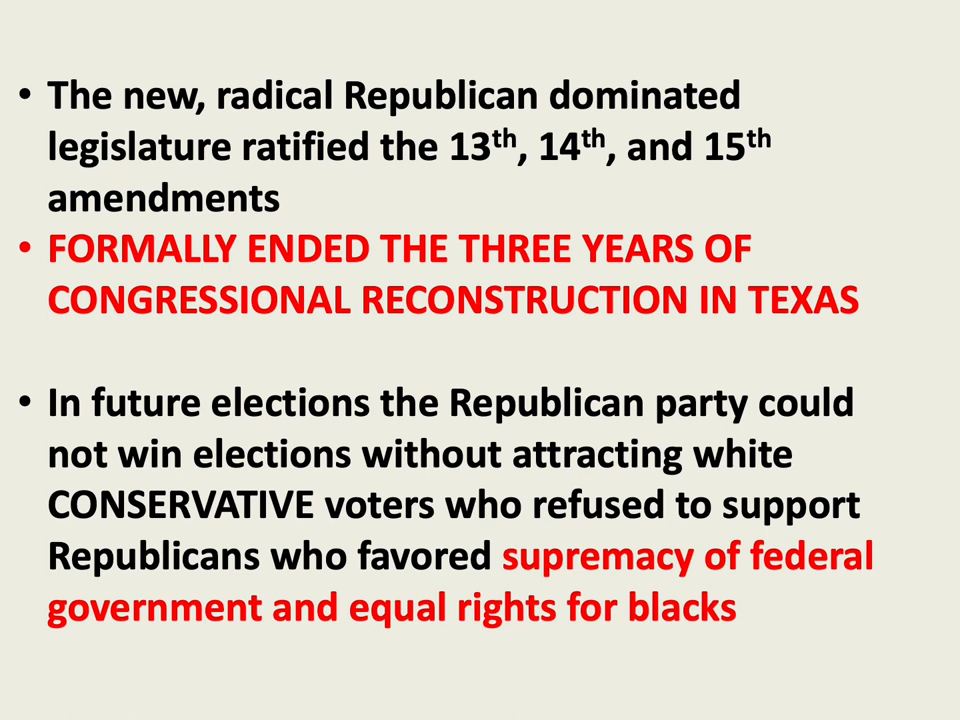 • The new, radical Republican dominated
legislature ratified the 13th, 14th, and 15th
amendments
• FORMALLY ENDED THE THREE YEARS OF
CONGRESSIONAL RECONSTRUCTION IN TEXAS
• In future elections the Republican party could
not win elections without attracting white
CONSERVATIVE voters who refused to support
Republicans who favored supremacy of federal
government and equal rights for blacks